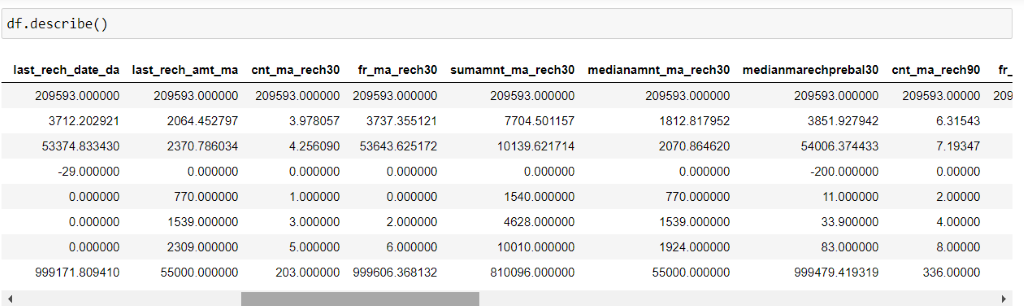 df.describe()
last_rech_date_da last_rech_amt_ma cnt_ma_rech30 fr_ma_rech30 sumamnt_ma_rech30 medianamnt_ma_rech30 medianmarechprebal30 cnt_ma_rech90 fr_
209593.000000 209593.000000 209593.000000 209593.000000 209593.000000 209593.000000 209593.000000 209593.00000 209
3712.202921 2064.452797 3.978057 3737.355121 7704.501157 1812.817952 3851.927942 6.31543
53374.833430 2370.786034 4.256090 53643.625172 10139.621714 2070.864620 54006.374433 7.19347
-29.000000 0.000000 0.000000 0.000000 0.000000 0.000000 -200.000000 0.00000
0.000000 770.000000 1.000000 0.000000 1540.000000 770.000000 11.000000 2.00000
0.000000 1539.000000 3.000000 2.000000 4628.000000 1539.000000 33.900000 4.00000
0.000000 2309.000000 5.000000 6.000000 10010.000000 1924.000000 83.000000 8.00000
999171.809410 55000.000000 203.000000 999606.368132 810096.000000 55000.000000 999479.419319 336.00000